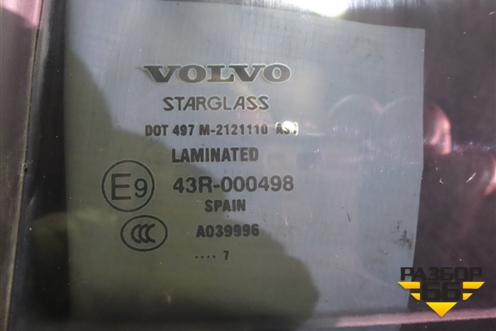 VOLVO
STARGLASS
DOT 497 M-2121110 AS1
LAMINATED
E9 43R-000498
SPAIN
CCC A039996
.... 7
РАЗБОР
66